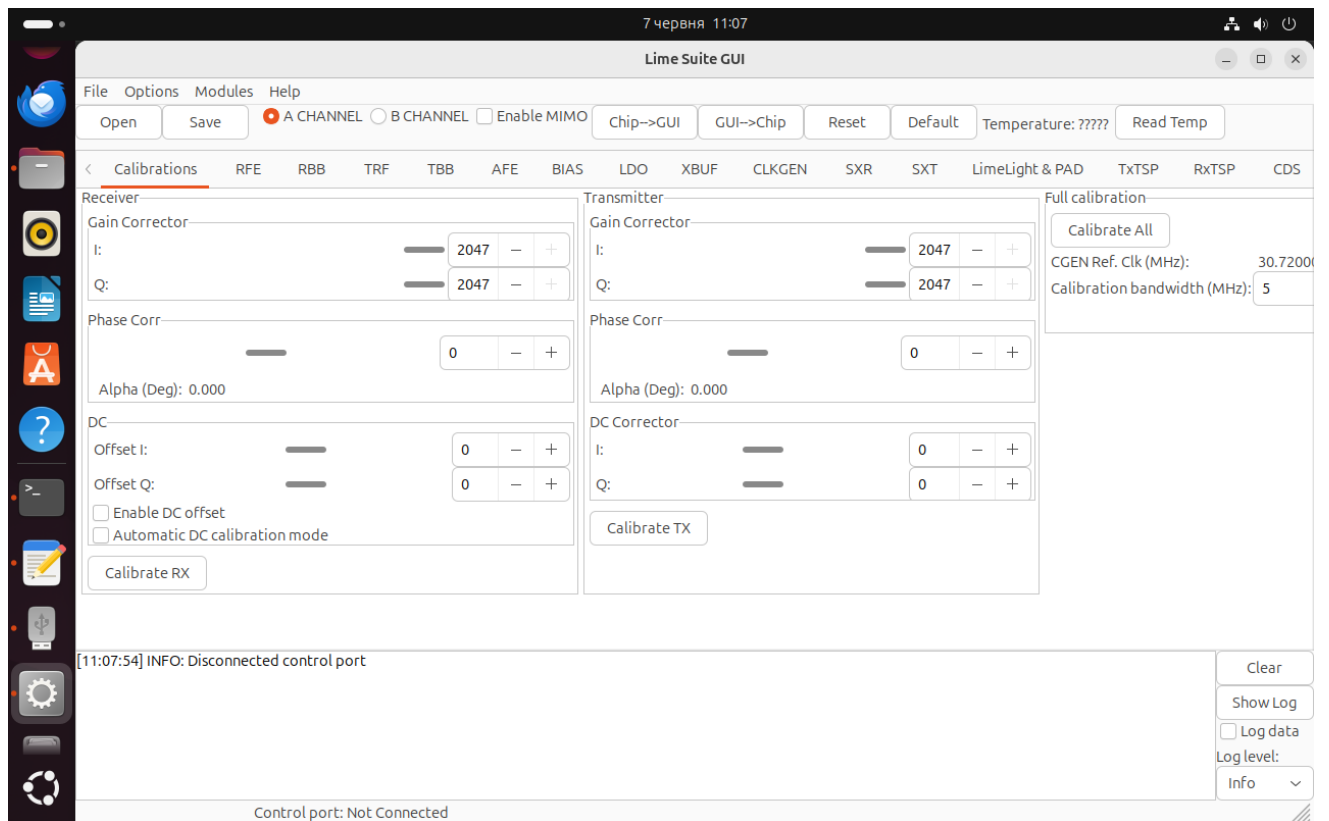 7 червня 11:07
Lime Suite GUI
File Options Modules Help
Open Save A CHANNEL B CHANNEL Enable MIMO Chip-->GUI GUI-->Chip Reset Default Temperature: ????? Read Temp
Calibrations RFE RBB TRF TBB AFE BIAS LDO XBUF CLKGEN SXR SXT LimeLight & PAD TxTSP RxTSP CDS
Receiver
Gain Corrector
I: 2047
Q: 2047
Phase Corr
0
Alpha (Deg): 0.000
DC
Offset I: 0
Offset Q: 0
Enable DC offset
Automatic DC calibration mode
Calibrate RX
Transmitter
Gain Corrector
I: 2047
Q: 2047
Phase Corr
0
Alpha (Deg): 0.000
DC Corrector
I: 0
Q: 0
Calibrate TX
Full calibration
Calibrate All
CGEN Ref. Clk (MHz): 30.7200
Calibration bandwidth (MHz): 5
[11:07:54] INFO: Disconnected control port
Clear
Show Log
Log data
Log level:
Info
Control port: Not Connected